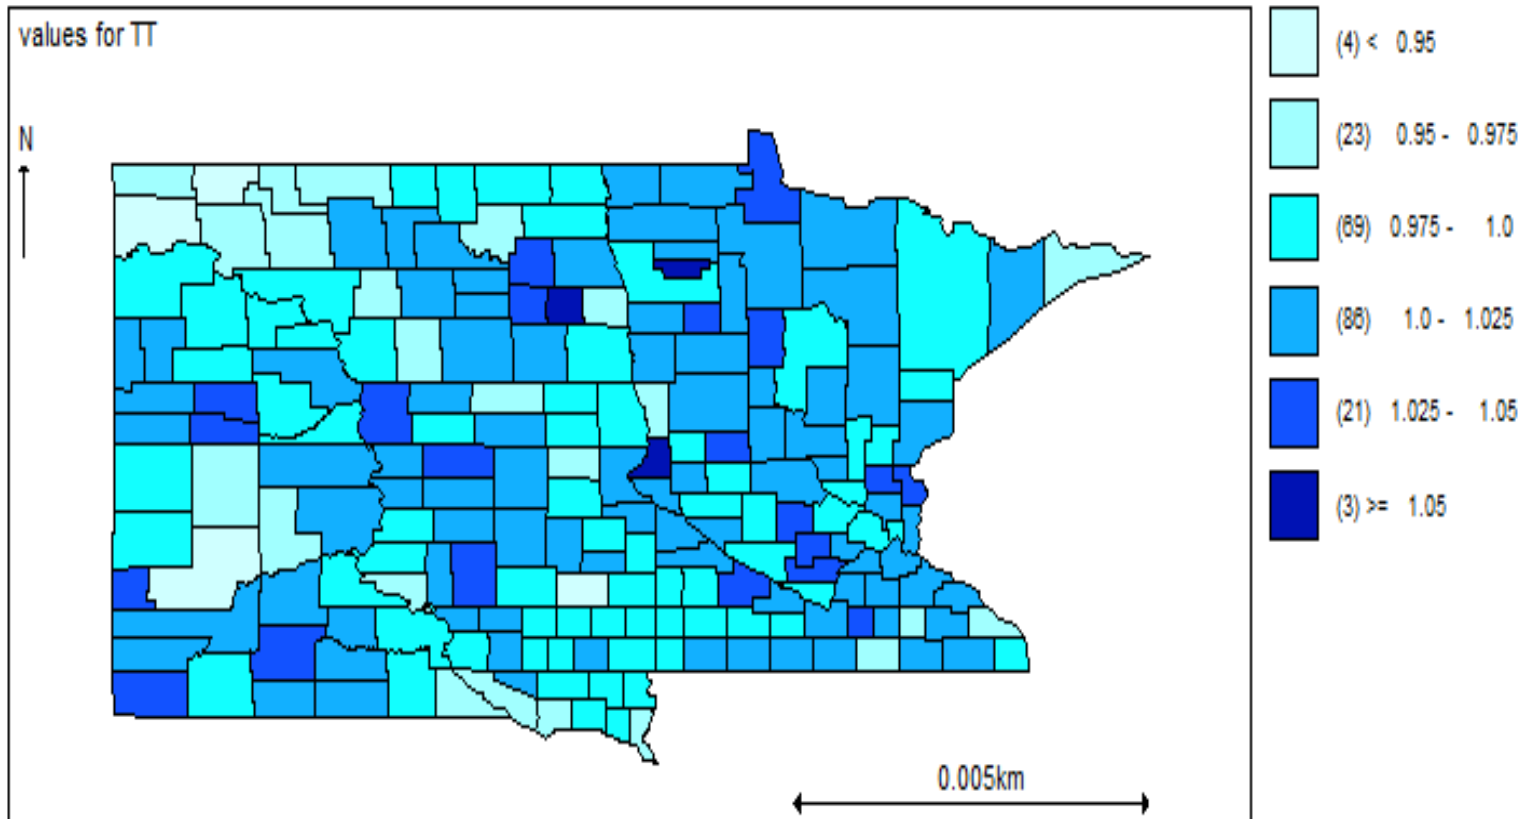 values for TT
N
(4) < 0.95
(23) 0.95 - 0.975
(69) 0.975 - 1.0
(86) 1.0 - 1.025
(21) 1.025 - 1.05
(3) >= 1.05
0.005km